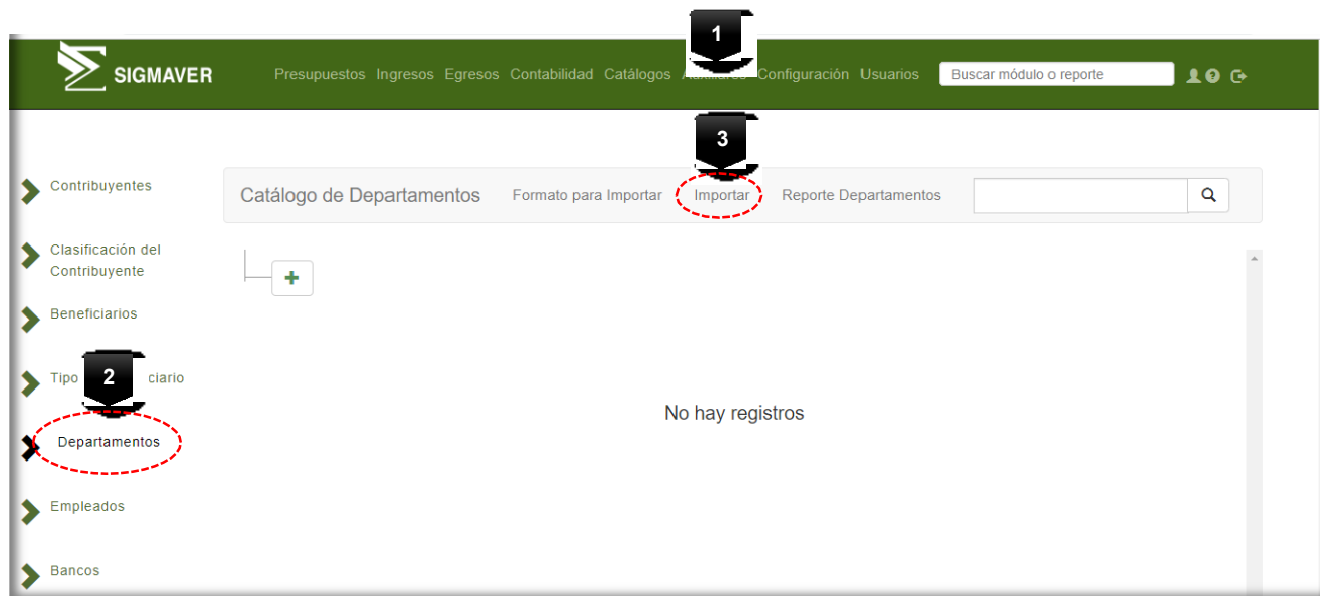 1
SIGMAVER
Presupuestos Ingresos Egresos Contabilidad Catálogos Configuración Usuarios
Buscar módulo o reporte
3
Contribuyentes
Catálogo de Departamentos Formato para Importar Importar Reporte Departamentos
Clasificación del
Contribuyente
Beneficiarios
Tipo 2 ciario
No hay registros
Departamentos
Empleados
Bancos